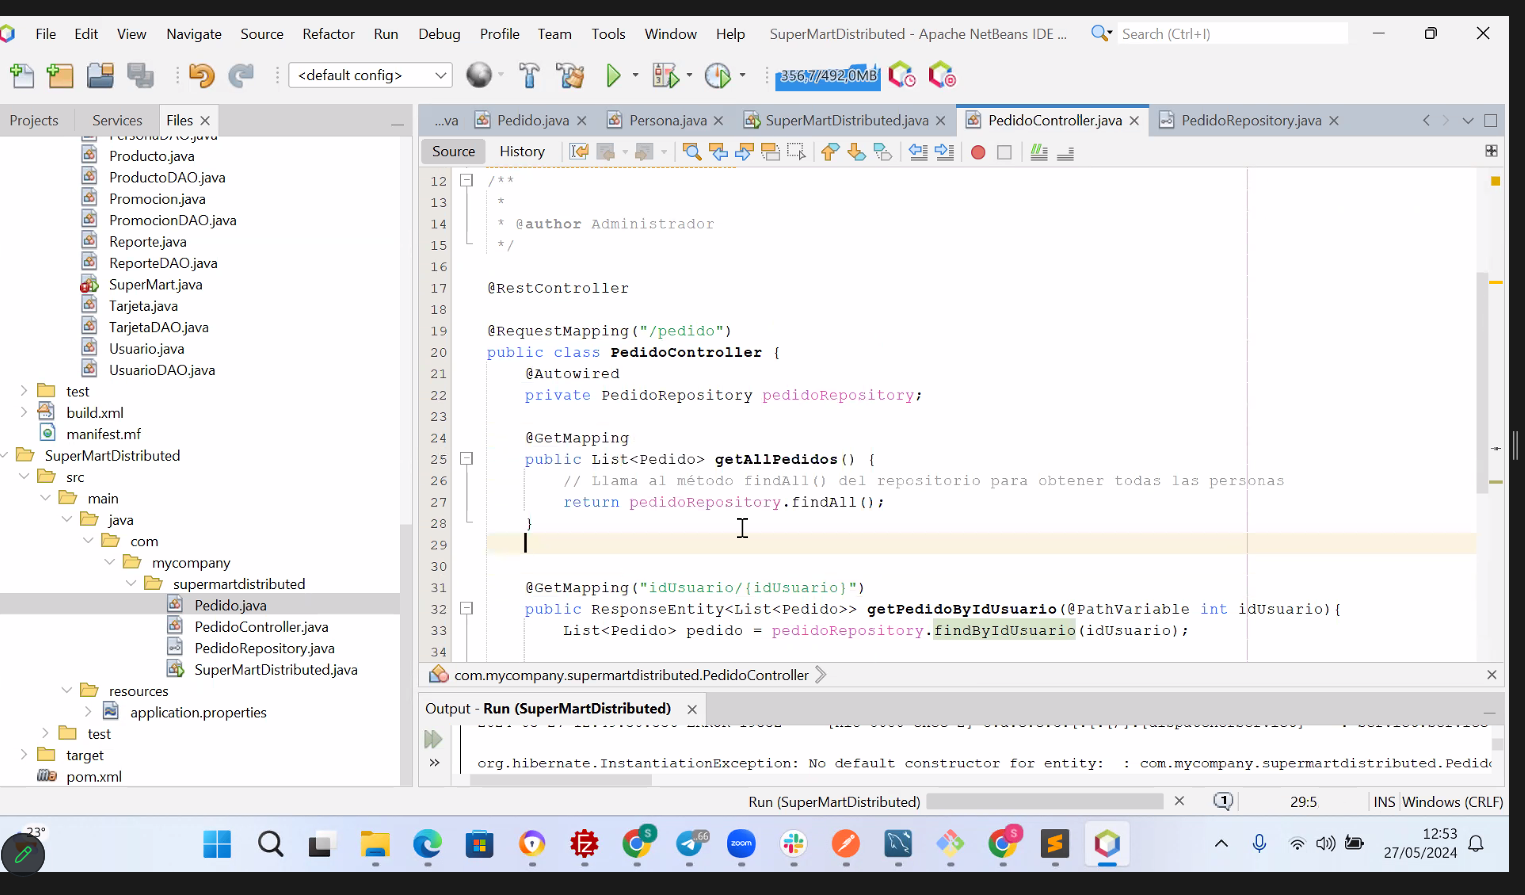 File Edit View Navigate Source Refactor Run Debug Profile Team Tools Window Help SuperMartDistributed - Apache NetBeans IDE ... Search (Ctrl+I)
<default config> 356,7/492,0MB
Projects Services Files
...va Pedido.java Persona.java SuperMartDistributed.java PedidoController.java PedidoRepository.java
Source History
PersonaDAO.java
Producto.java
ProductoDAO.java
Promocion.java
PromocionDAO.java
Reporte.java
ReporteDAO.java
SuperMart.java
Tarjeta.java
TarjetaDAO.java
Usuario.java
UsuarioDAO.java
test
build.xml
manifest.mf
SuperMartDistributed
src
main
java
com
mycompany
supermartdistributed
Pedido.java
PedidoController.java
PedidoRepository.java
SuperMartDistributed.java
resources
application.properties
test
target
pom.xml
12 /**
13 *
14 * @author Administrador
15 */
16
17 @RestController
18
19 @RequestMapping("/pedido")
20 public class PedidoController {
21 @Autowired
22 private PedidoRepository pedidoRepository;
23
24 @GetMapping
25 public List<Pedido> getAllPedidos() {
26 // Llama al método findAll() del repositorio para obtener todas las personas
27 return pedidoRepository.findAll();
28 }
29
30
31 @GetMapping("idUsuario/{idUsuario}")
32 public ResponseEntity<List<Pedido>> getPedidoByIdUsuario(@PathVariable int idUsuario){
33 List<Pedido> pedido = pedidoRepository.findByIdUsuario(idUsuario);
34
com.mycompany.supermartdistributed.PedidoController
Output - Run (SuperMartDistributed)
org.hibernate.InstantiationException: No default constructor for entity: : com.mycompany.supermartdistributed.Pedido
Run (SuperMartDistributed) 1 29:5 INS Windows (CRLF)
23°
S
66
zoom
S
12:53
27/05/2024